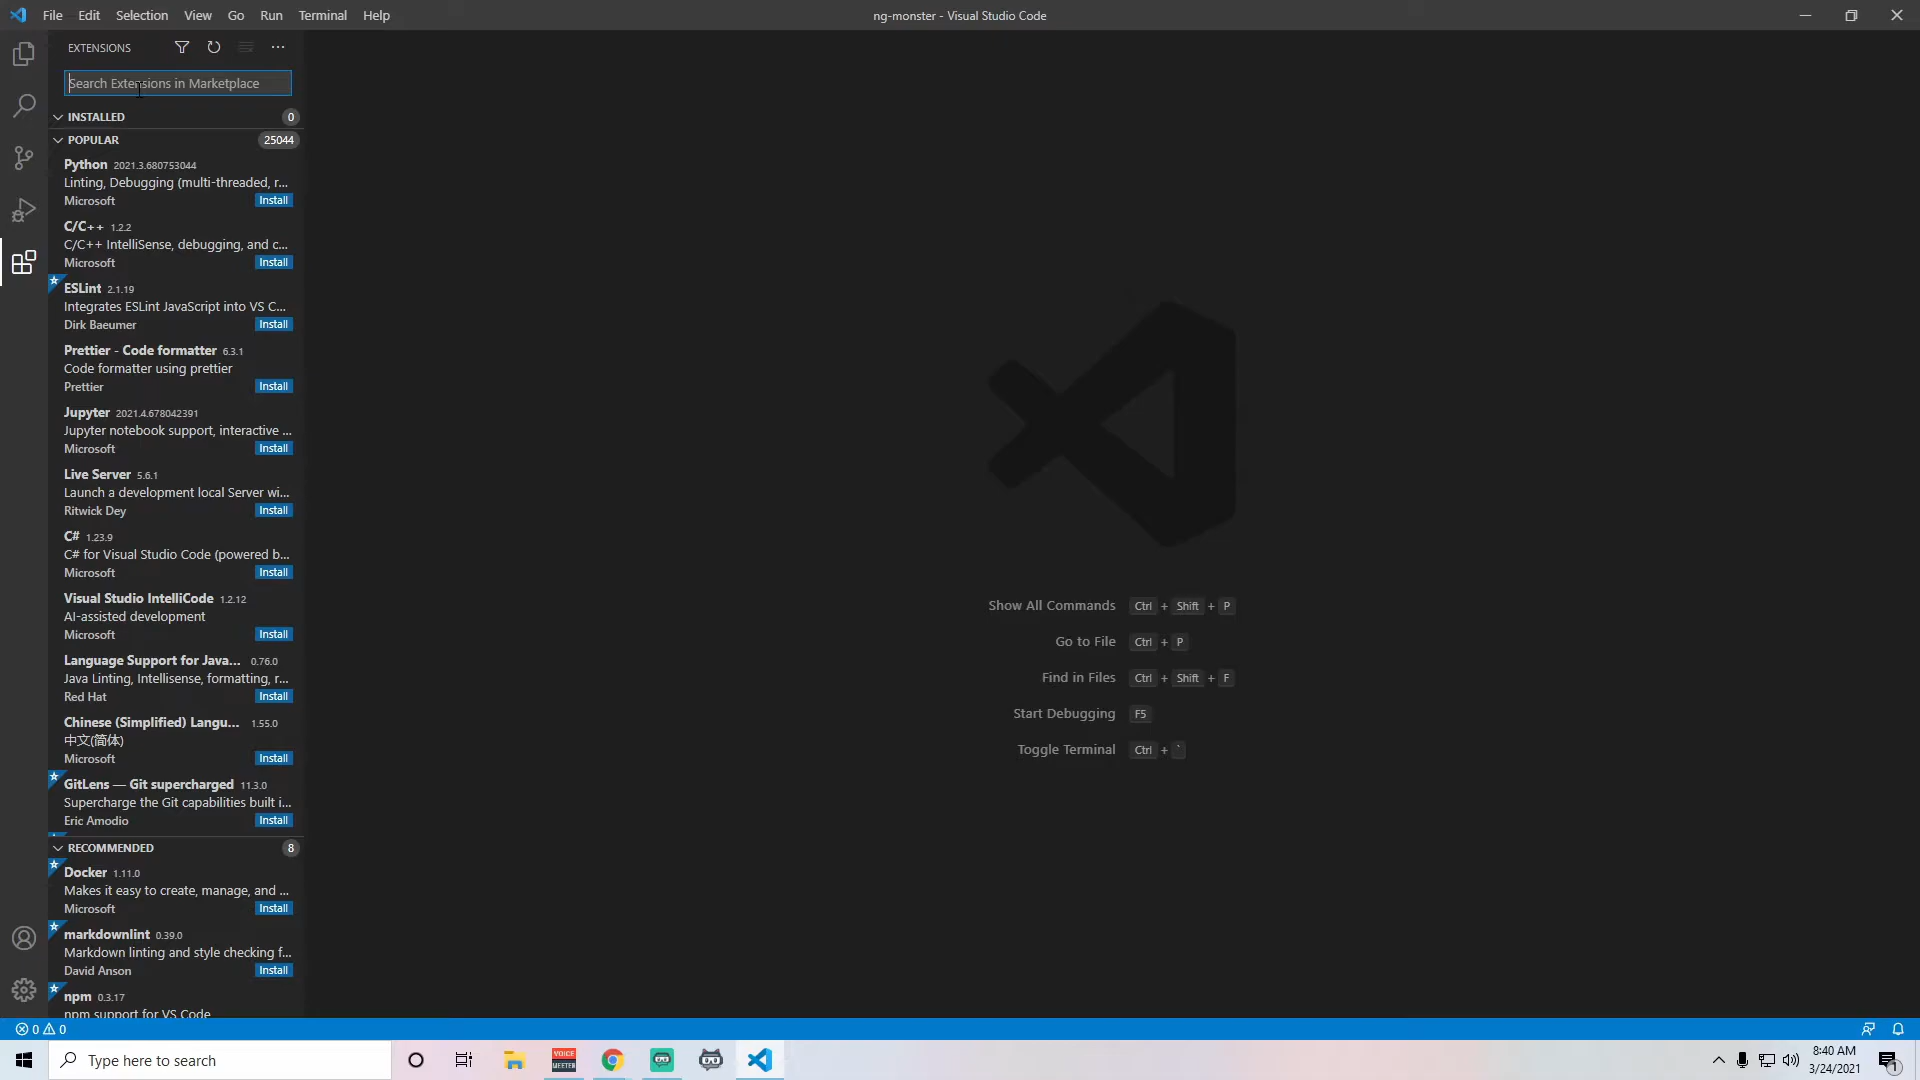 File Edit Selection View Go Run Terminal Help
ng-monster - Visual Studio Code
EXTENSIONS
Search Extensions in Marketplace
INSTALLED 0
POPULAR 25044
Python 2021.3.680753044
Linting, Debugging (multi-threaded, r...
Microsoft Install
C/C++ 1.2.2
C/C++ IntelliSense, debugging, and c...
Microsoft Install
ESLint 2.1.19
Integrates ESLint JavaScript into VS C...
Dirk Baeumer Install
Prettier - Code formatter 6.3.1
Code formatter using prettier
Prettier Install
Jupyter 2021.4.678042391
Jupyter notebook support, interactive ...
Microsoft Install
Live Server 5.6.1
Launch a development local Server wi...
Ritwick Dey Install
C# 1.23.9
C# for Visual Studio Code (powered b...
Microsoft Install
Visual Studio IntelliCode 1.2.12
AI-assisted development
Microsoft Install
Language Support for Java... 0.76.0
Java Linting, Intellisense, formatting, r...
Red Hat Install
Chinese (Simplified) Langu... 1.55.0
中文(简体)
Microsoft Install
GitLens — Git supercharged 11.3.0
Supercharge the Git capabilities built i...
Eric Amodio Install
RECOMMENDED 8
Docker 1.11.0
Makes it easy to create, manage, and ...
Microsoft Install
markdownlint 0.39.0
Markdown linting and style checking f...
David Anson Install
npm 0.3.17
npm support for VS Code
Show All Commands Ctrl + Shift + P
Go to File Ctrl + P
Find in Files Ctrl + Shift + F
Start Debugging F5
Toggle Terminal Ctrl + `
0 0
Type here to search
VOICE
MEETER
8:40 AM
3/24/2021
1